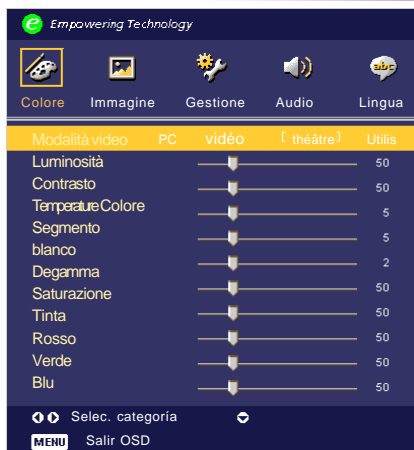 e Empowering Technology
abc
Colore Immagine Gestione Audio Lingua
Modalità video PC vidéo [ théâtre] Utilis
Luminosità 50
Contrasto 50
Temperature Colore 5
Segmento 5
blanco 2
Degamma 50
Saturazione 50
Tinta 50
Rosso 50
Verde 50
Blu 50
Selec. categoría
MENU Salir OSD